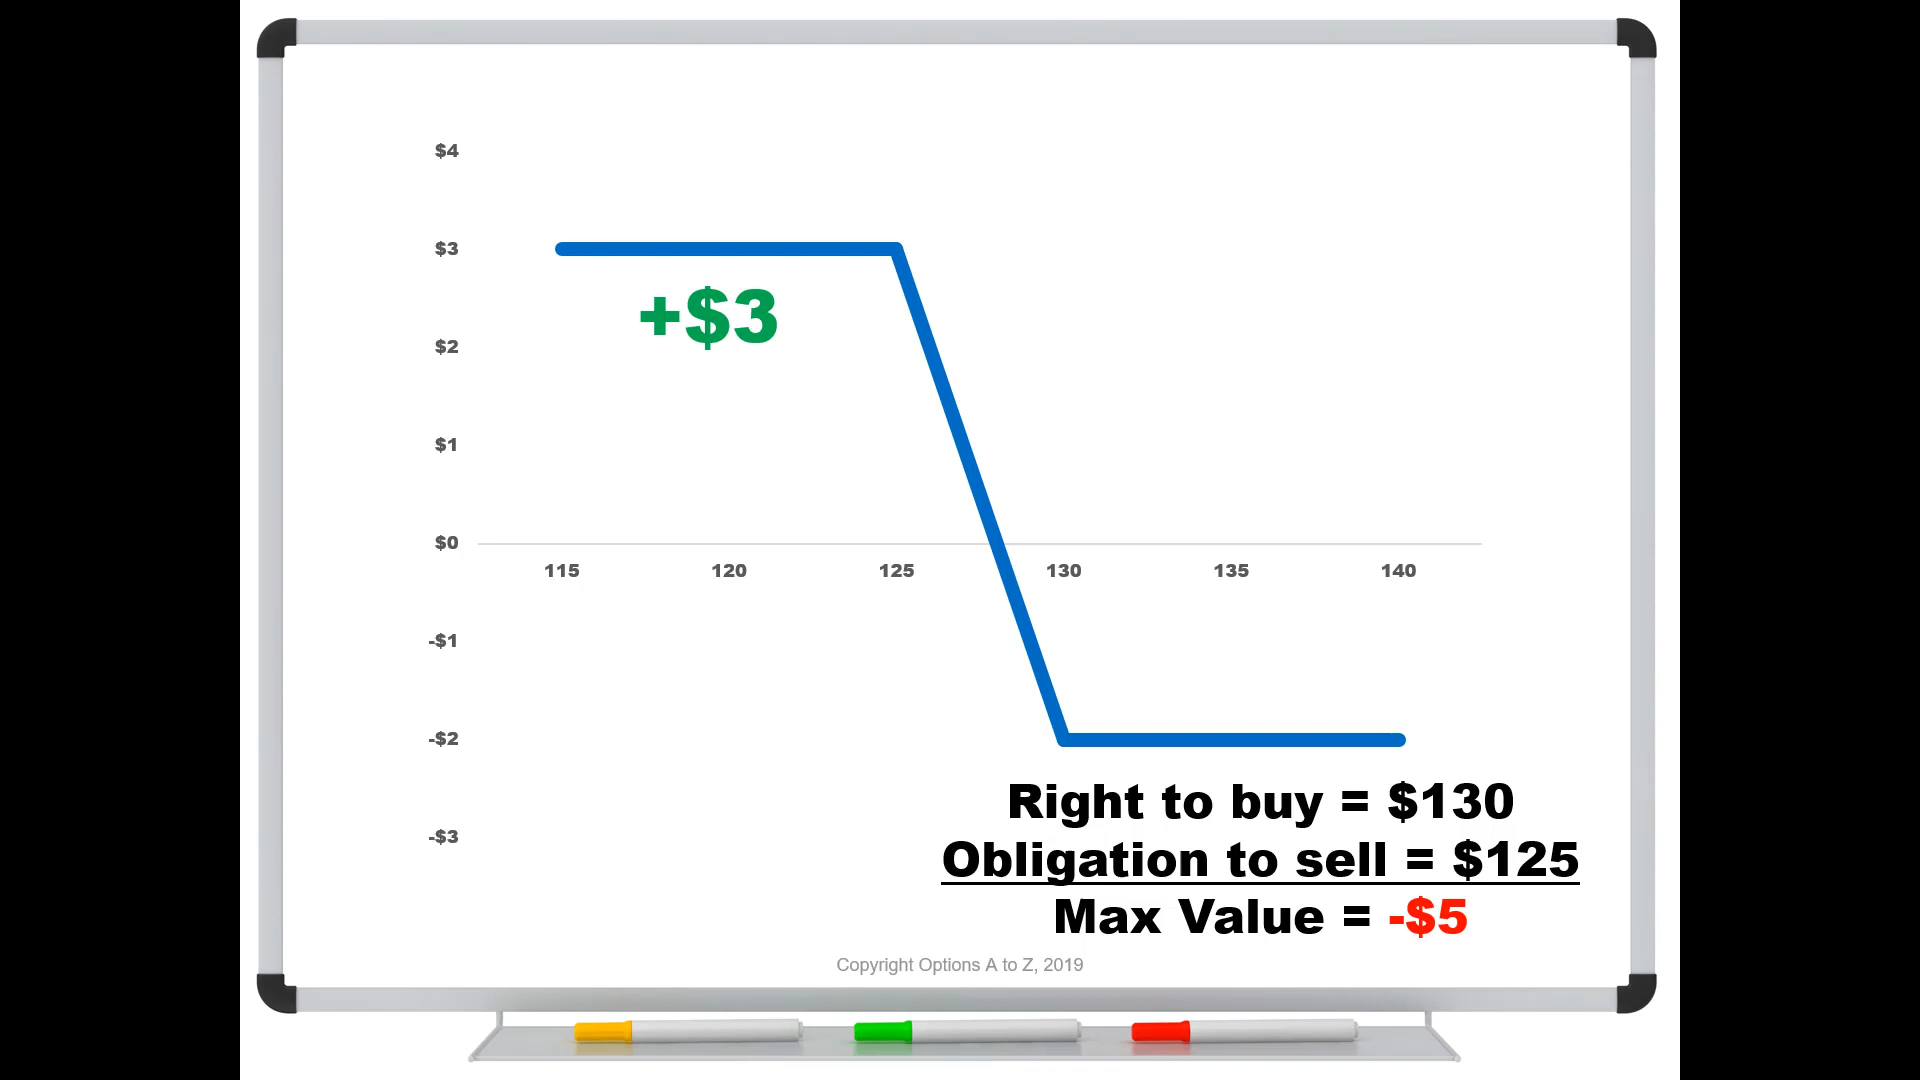 $4
$3
+$3
$2
$1
$0
115 120 125 130 135 140
-$1
-$2
Right to buy = $130
-$3
Obligation to sell = $125
Max Value = -$5
Copyright Options A to Z, 2019